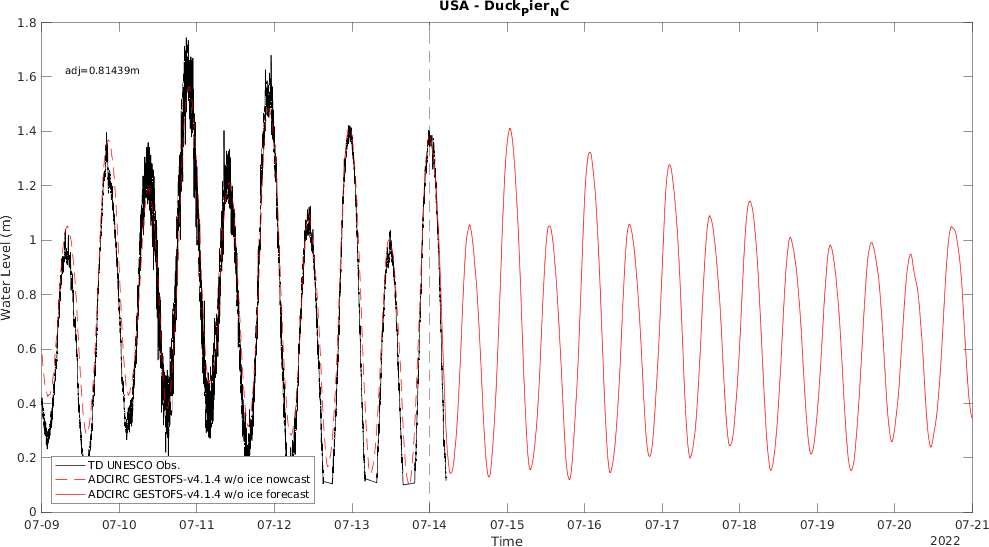 USA - Duck_Pier_NC
1.8
adj=0.81439m
1.6
1.4
1.2
1
0.8
0.6
0.4
0.2
0
Water Level (m)
TD UNESCO Obs.
ADCIRC GESTOFS-v4.1.4 w/o ice nowcast
ADCIRC GESTOFS-v4.1.4 w/o ice forecast
07-09 07-10 07-11 07-12 07-13 07-14 07-15 07-16 07-17 07-18 07-19 07-20 07-21
Time
2022